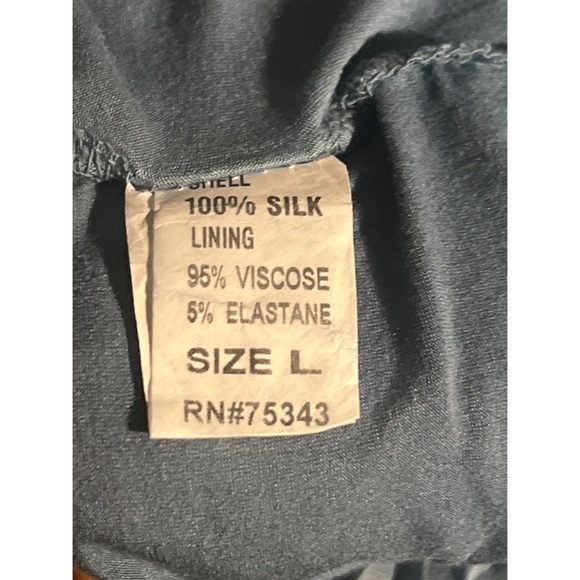 SHELL
100% SILK
LINING
95% VISCOSE
5% ELASTANE
SIZE L
RN#75343